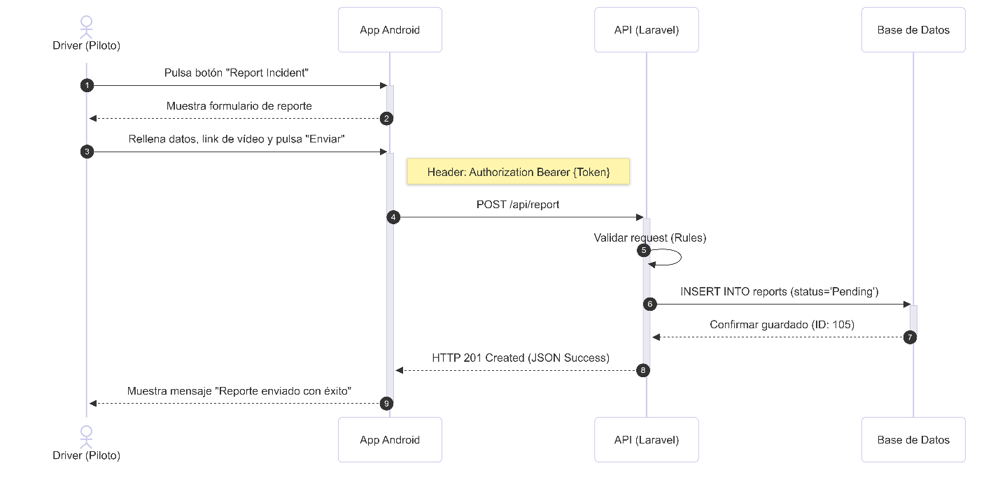 Driver (Piloto)
App Android
API (Laravel)
Base de Datos
Pulsa botón "Report Incident"
1
Muestra formulario de reporte
2
Rellena datos, link de vídeo y pulsa "Enviar"
3
Header: Authorization Bearer {Token}
POST /api/report
4
Validar request (Rules)
5
INSERT INTO reports (status='Pending')
6
Confirmar guardado (ID: 105)
7
HTTP 201 Created (JSON Success)
8
Muestra mensaje "Reporte enviado con éxito"
9
Driver (Piloto)
App Android
API (Laravel)
Base de Datos